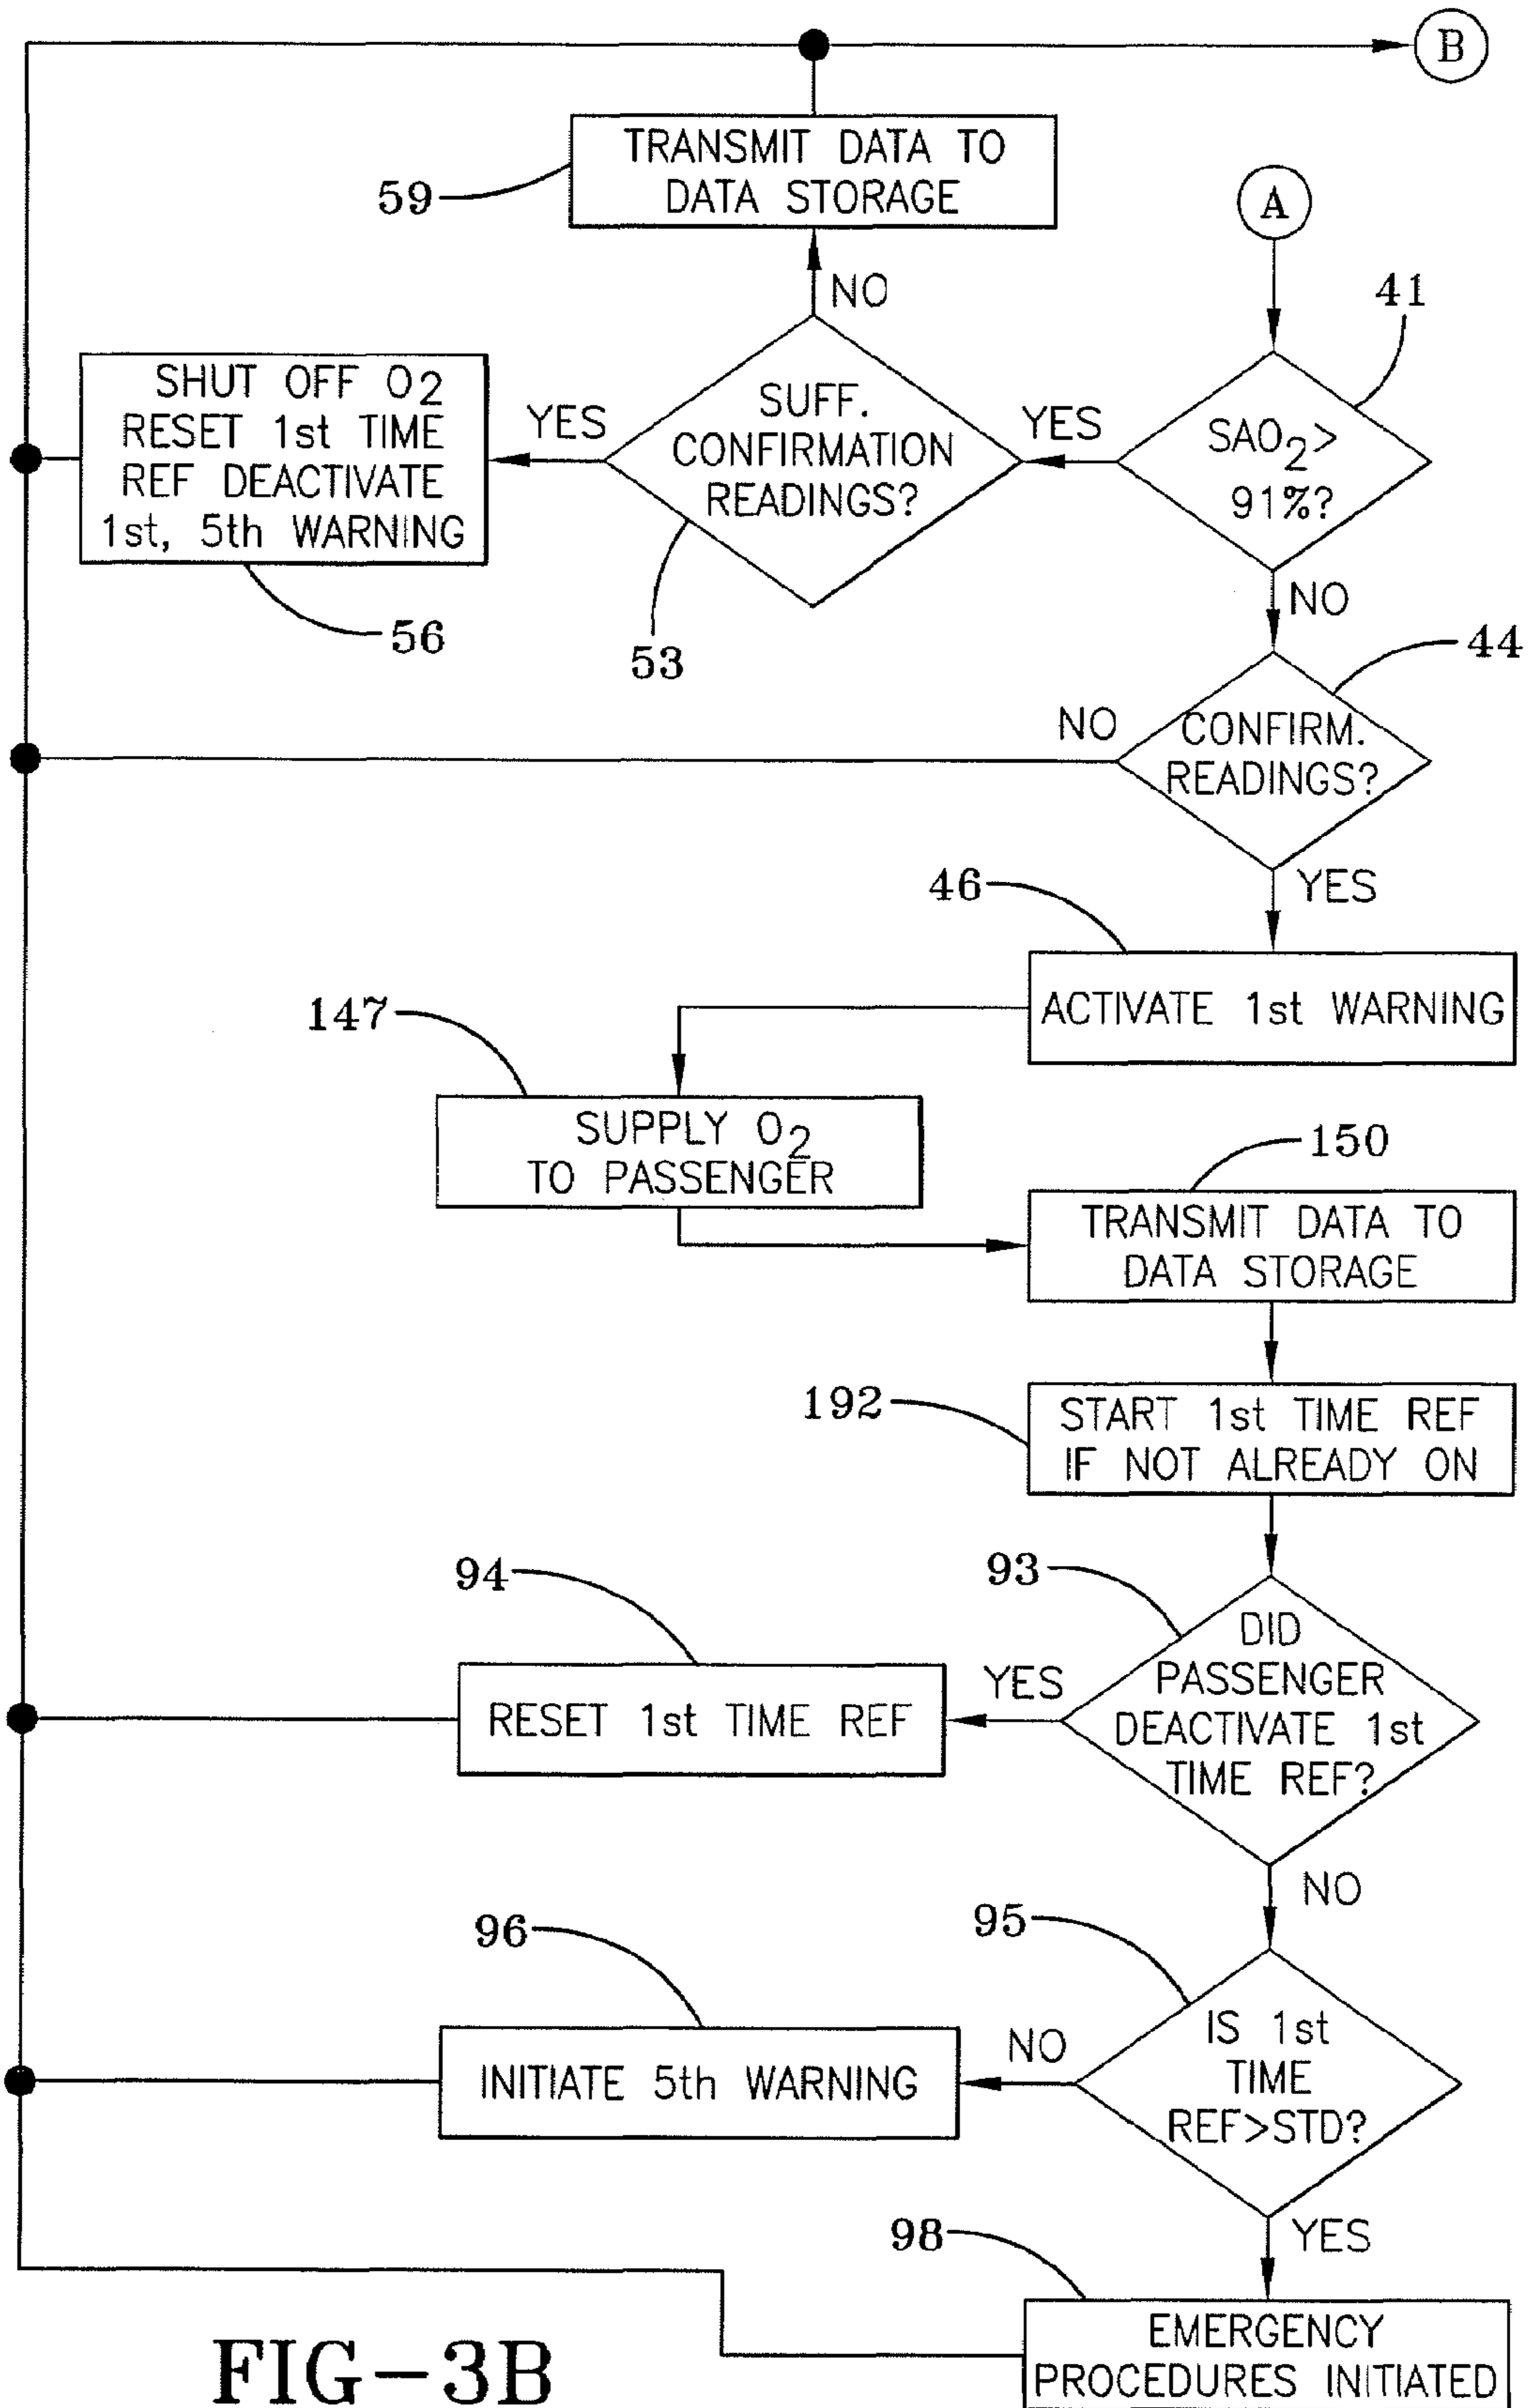 B
TRANSMIT DATA TO
DATA STORAGE
59
A
NO
41
SHUT OFF O2
RESET 1st TIME
REF DEACTIVATE
1st, 5th WARNING
YES
SUFF.
CONFIRMATION
READINGS?
YES
SAO2>
91%?
56
53
NO
44
NO
CONFIRM.
READINGS?
46
YES
ACTIVATE 1st WARNING
147
SUPPLY O2
TO PASSENGER
150
TRANSMIT DATA TO
DATA STORAGE
192
START 1st TIME REF
IF NOT ALREADY ON
94
93
RESET 1st TIME REF
YES
DID
PASSENGER
DEACTIVATE 1st
TIME REF?
NO
96
95
INITIATE 5th WARNING
NO
IS 1st
TIME
REF>STD?
98
YES
EMERGENCY
PROCEDURES INITIATED
FIG-3B